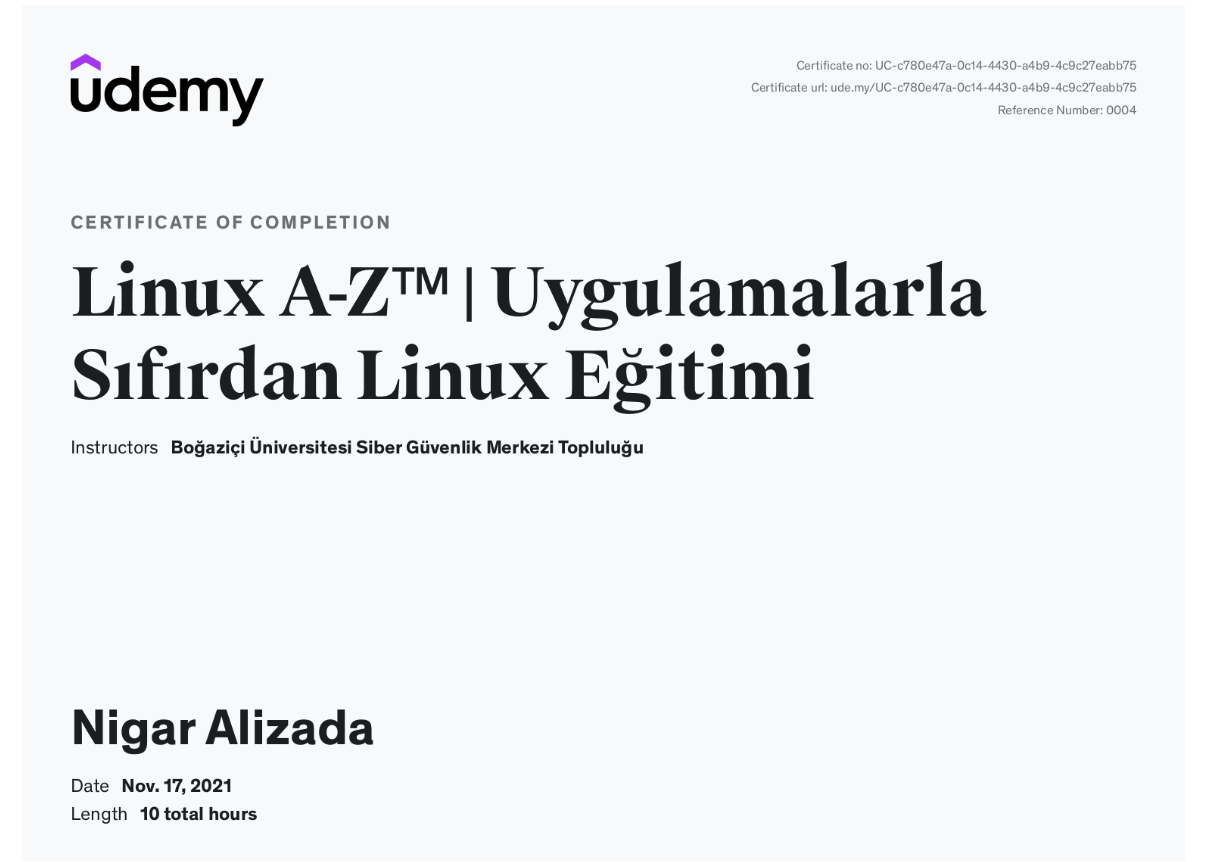 udemy
Certificate no: UC-c780e47a-0c14-4430-a4b9-4c9c27eabb75
Certificate url: ude.my/UC-c780e47a-0c14-4430-a4b9-4c9c27eabb75
Reference Number: 0004
CERTIFICATE OF COMPLETION
Linux A-Z™ | Uygulamalarla
Sıfırdan Linux Eğitimi
Instructors Boğaziçi Üniversitesi Siber Güvenlik Merkezi Topluluğu
Nigar Alizada
Date Nov. 17, 2021
Length 10 total hours